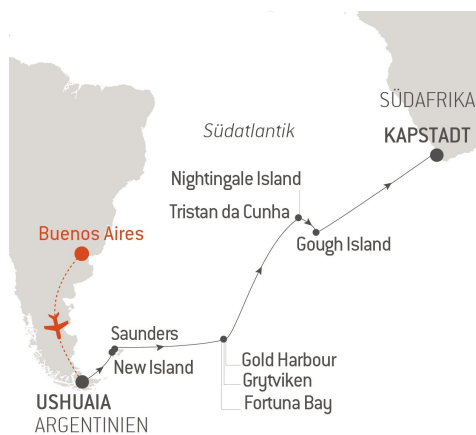 SÜDAFRIKA
KAPSTADT
Südatlantik
Nightingale Island
Tristan da Cunha
Gough Island
Buenos Aires
Saunders
New Island
Gold Harbour
Grytviken
Fortuna Bay
USHUAIA
ARGENTINIEN